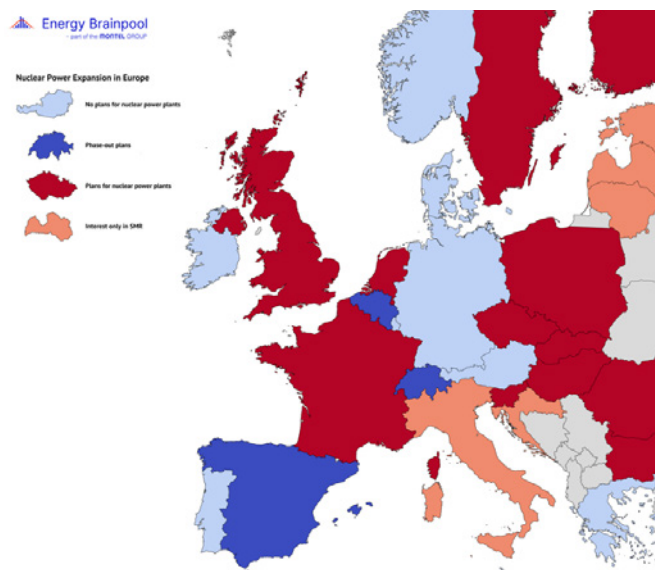 Energy Brainpool
- part of the MONTEL GROUP
Nuclear Power Expansion in Europe
No plans for nuclear power plants
Phase-out plans
Plans for nuclear power plants
Interest only in SMR